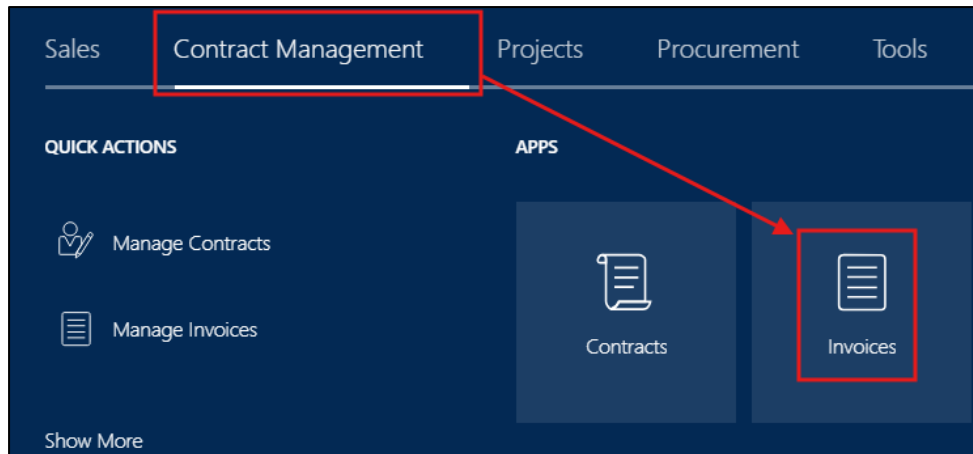 Sales Contract Management Projects Procurement Tools
QUICK ACTIONS
APPS
Manage Contracts
Manage Invoices
Contracts
Invoices
Show More